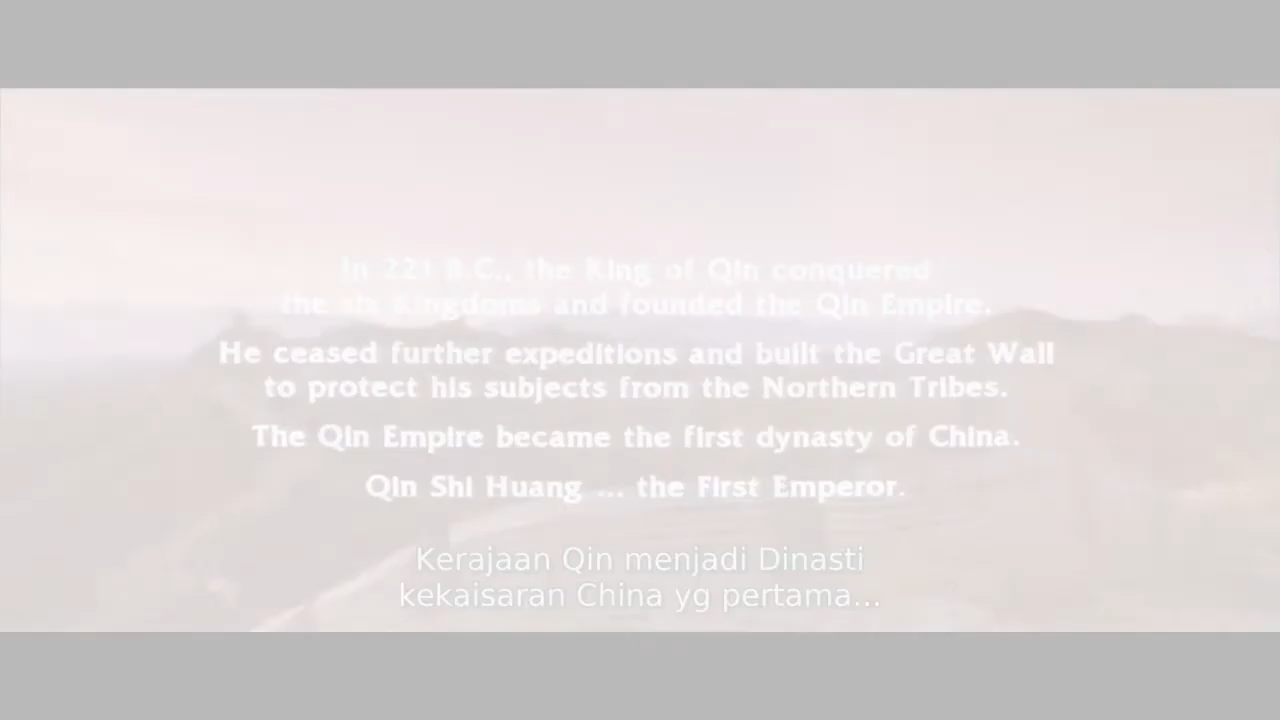 In 221 B.C., the King of Qin conquered
the six kingdoms and founded the Qin Empire.
He ceased further expeditions and built the Great Wall
to protect his subjects from the Northern Tribes.
The Qin Empire became the first dynasty of China.
Qin Shi Huang ... the First Emperor.
Kerajaan Qin menjadi Dinasti
kekaisaran China yg pertama...